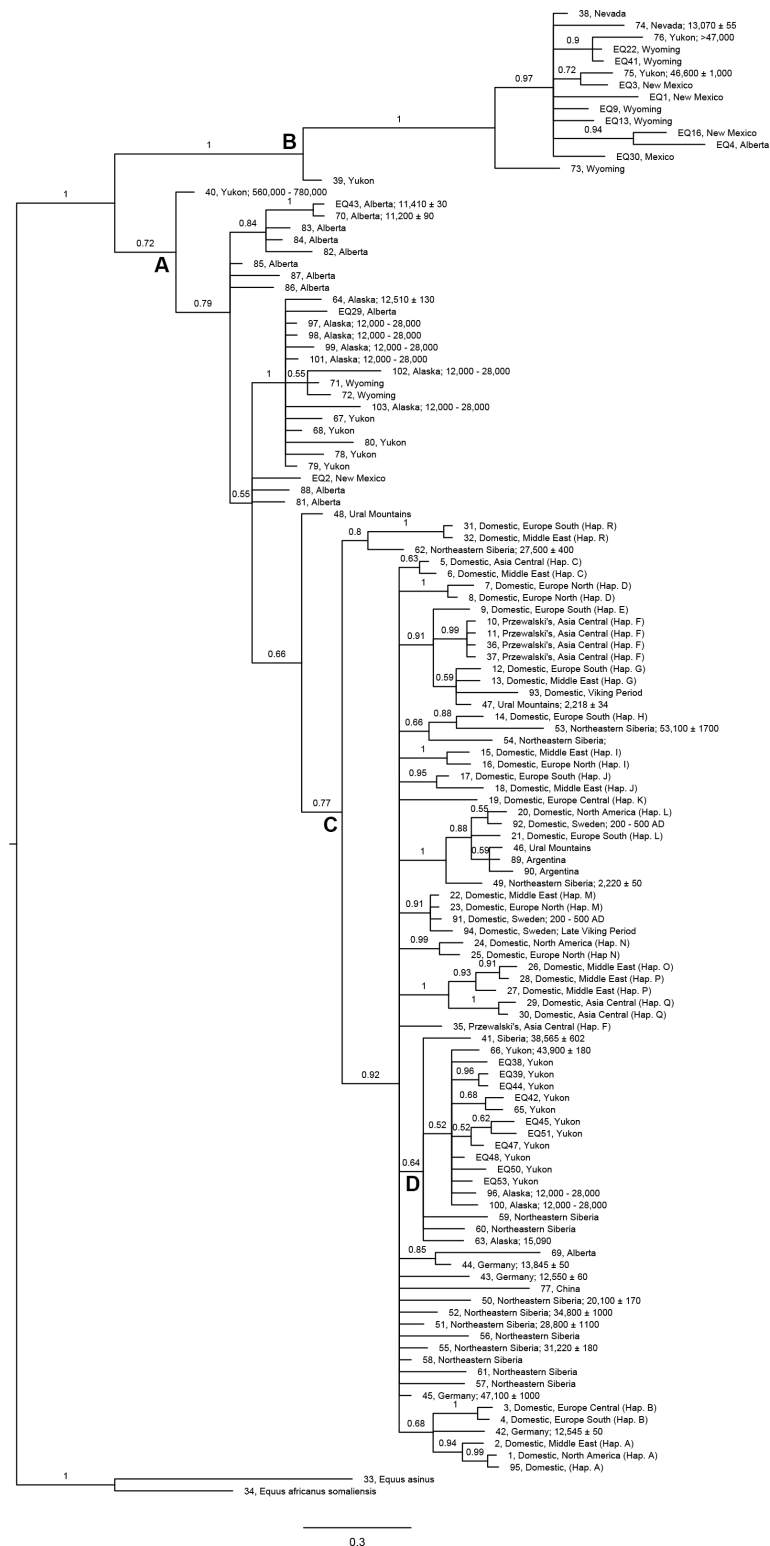 38, Nevada
74, Nevada; 13,070 ± 55
0.9
76, Yukon; >47,000
EQ22, Wyoming
EQ41, Wyoming
0.97
0.72
75, Yukon; 46,600 ± 1,000
EQ3, New Mexico
EQ1, New Mexico
EQ9, Wyoming
EQ13, Wyoming
1
0.94
EQ16, New Mexico
1
B
EQ4, Alberta
EQ30, Mexico
73, Wyoming
39, Yukon
1
40, Yukon; 560,000 - 780,000
1
EQ43, Alberta; 11,410 ± 30
70, Alberta; 11,200 ± 90
0.84
83, Alberta
84, Alberta
0.72
82, Alberta
A
85, Alberta
87, Alberta
86, Alberta
0.79
64, Alaska; 12,510 ± 130
EQ29, Alberta
97, Alaska; 12,000 - 28,000
98, Alaska; 12,000 - 28,000
99, Alaska; 12,000 - 28,000
101, Alaska; 12,000 - 28,000
1
0.55
102, Alaska; 12,000 - 28,000
71, Wyoming
72, Wyoming
103, Alaska; 12,000 - 28,000
67, Yukon
68, Yukon
80, Yukon
78, Yukon
79, Yukon
EQ2, New Mexico
0.55
88, Alberta
81, Alberta
48, Ural Mountains
1
31, Domestic, Europe South (Hap. R)
0.8
32, Domestic, Middle East (Hap. R)
62, Northeastern Siberia; 27,500 ± 400
0.63
5, Domestic, Asia Central (Hap. C)
6, Domestic, Middle East (Hap. C)
1
7, Domestic, Europe North (Hap. D)
8, Domestic, Europe North (Hap. D)
9, Domestic, Europe South (Hap. E)
10, Przewalski's, Asia Central (Hap. F)
0.91
0.99
11, Przewalski's, Asia Central (Hap. F)
36, Przewalski's, Asia Central (Hap. F)
0.66
37, Przewalski's, Asia Central (Hap. F)
12, Domestic, Europe South (Hap. G)
0.59
13, Domestic, Middle East (Hap. G)
93, Domestic, Viking Period
47, Ural Mountains; 2,218 ± 34
0.88
14, Domestic, Europe South (Hap. H)
0.66
53, Northeastern Siberia; 53,100 ± 1700
54, Northeastern Siberia;
1
15, Domestic, Middle East (Hap. I)
16, Domestic, Europe North (Hap. I)
0.95
17, Domestic, Europe South (Hap. J)
18, Domestic, Middle East (Hap. J)
0.77
19, Domestic, Europe Central (Hap. K)
C
0.55
20, Domestic, North America (Hap. L)
92, Domestic, Sweden; 200 - 500 AD
0.88
21, Domestic, Europe South (Hap. L)
1
0.59
46, Ural Mountains
89, Argentina
90, Argentina
49, Northeastern Siberia; 2,220 ± 50
22, Domestic, Middle East (Hap. M)
0.91
23, Domestic, Europe North (Hap. M)
91, Domestic, Sweden; 200 - 500 AD
94, Domestic, Sweden; Late Viking Period
0.99
24, Domestic, North America (Hap. N)
25, Domestic, Europe North (Hap N)
0.91
26, Domestic, Middle East (Hap. O)
0.93
28, Domestic, Middle East (Hap. P)
1
27, Domestic, Middle East (Hap. P)
1
29, Domestic, Asia Central (Hap. Q)
30, Domestic, Asia Central (Hap. Q)
35, Przewalski's, Asia Central (Hap. F)
41, Siberia; 38,565 ± 602
66, Yukon; 43,900 ± 180
EQ38, Yukon
0.92
0.96
EQ39, Yukon
EQ44, Yukon
0.68
EQ42, Yukon
65, Yukon
0.62
EQ45, Yukon
0.52
0.52
EQ51, Yukon
EQ47, Yukon
EQ48, Yukon
0.64
EQ50, Yukon
D
EQ53, Yukon
96, Alaska; 12,000 - 28,000
100, Alaska; 12,000 - 28,000
59, Northeastern Siberia
60, Northeastern Siberia
63, Alaska; 15,090
0.85
69, Alberta
44, Germany; 13,845 ± 50
43, Germany; 12,550 ± 60
77, China
50, Northeastern Siberia; 20,100 ± 170
52, Northeastern Siberia; 34,800 ± 1000
51, Northeastern Siberia; 28,800 ± 1100
56, Northeastern Siberia
55, Northeastern Siberia; 31,220 ± 180
58, Northeastern Siberia
61, Northeastern Siberia
57, Northeastern Siberia
45, Germany; 47,100 ± 1000
1
3, Domestic, Europe Central (Hap. B)
0.68
4, Domestic, Europe South (Hap. B)
42, Germany; 12,545 ± 50
0.94
2, Domestic, Middle East (Hap. A)
0.99
1, Domestic, North America (Hap. A)
95, Domestic, (Hap. A)
1
33, Equus asinus
34, Equus africanus somaliensis
0.3